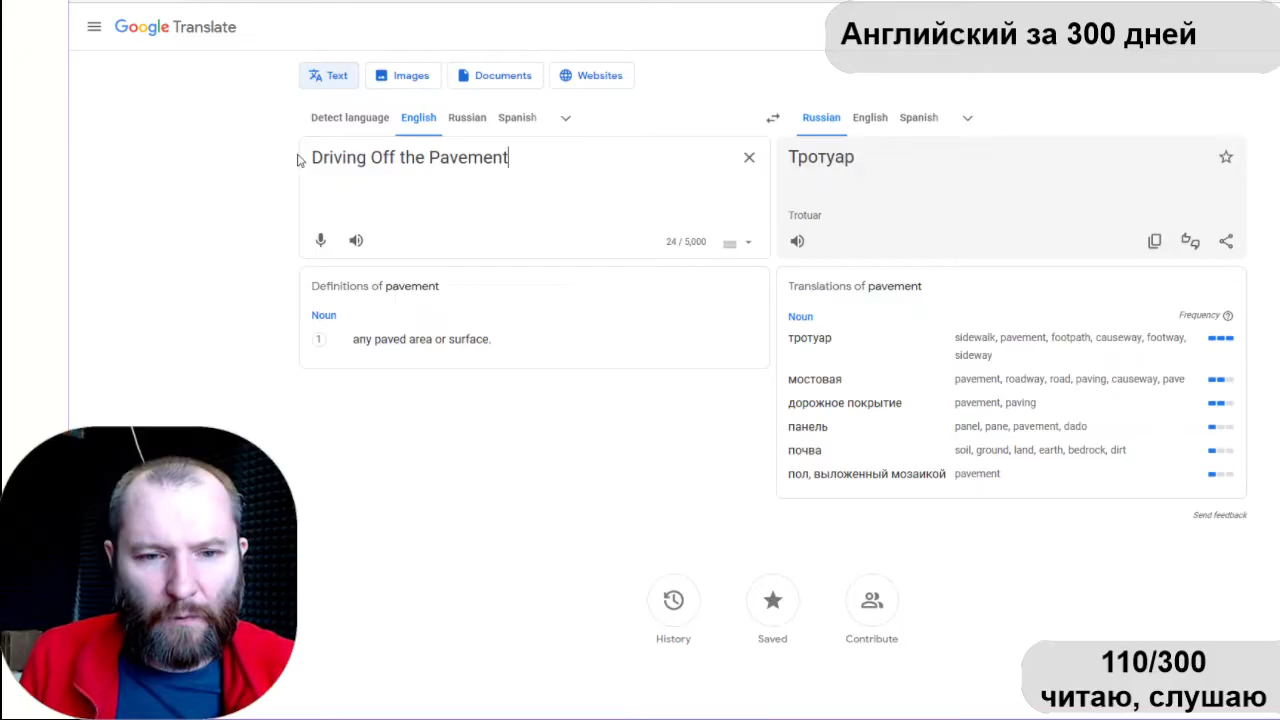 Google Translate
Английский за 300 дней
Text
Images
Documents
Websites
Detect language
English
Russian
Spanish
Russian
English
Spanish
Driving Off the Pavement
Тротуар
Trotuar
24 / 5,000
Definitions of pavement
Noun
1 any paved area or surface.
Translations of pavement
Noun
Frequency
тротуар
sidewalk, pavement, footpath, causeway, footway,
sideway
мостовая
pavement, roadway, road, paving, causeway, pave
дорожное покрытие
pavement, paving
панель
panel, pane, pavement, dado
почва
soil, ground, land, earth, bedrock, dirt
пол, выложенный мозаикой
pavement
Send feedback
History
Saved
Contribute
110/300
читаю, слушаю